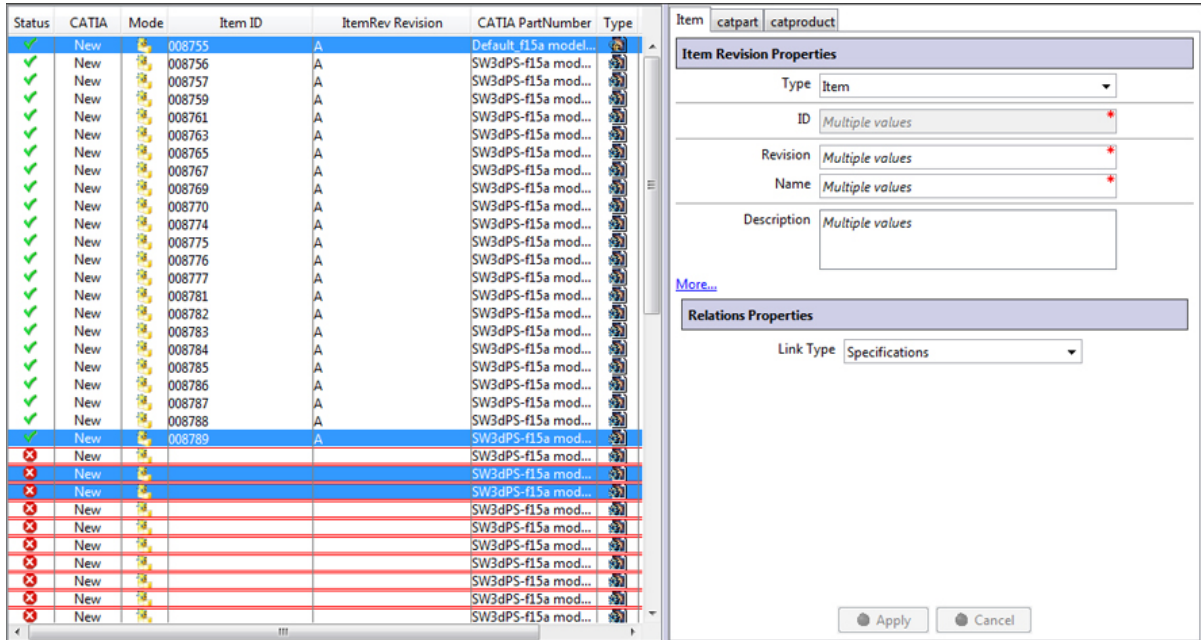 Status CATIA Mode Item ID ItemRev Revision CATIA PartNumber Type
New 008755 A Default_f15a model...
New 008756 A SW3dPS-f15a mod...
New 008757 A SW3dPS-f15a mod...
New 008759 A SW3dPS-f15a mod...
New 008761 A SW3dPS-f15a mod...
New 008763 A SW3dPS-f15a mod...
New 008765 A SW3dPS-f15a mod...
New 008767 A SW3dPS-f15a mod...
New 008769 A SW3dPS-f15a mod...
New 008770 A SW3dPS-f15a mod...
New 008774 A SW3dPS-f15a mod...
New 008775 A SW3dPS-f15a mod...
New 008776 A SW3dPS-f15a mod...
New 008777 A SW3dPS-f15a mod...
New 008781 A SW3dPS-f15a mod...
New 008782 A SW3dPS-f15a mod...
New 008783 A SW3dPS-f15a mod...
New 008784 A SW3dPS-f15a mod...
New 008785 A SW3dPS-f15a mod...
New 008786 A SW3dPS-f15a mod...
New 008787 A SW3dPS-f15a mod...
New 008788 A SW3dPS-f15a mod...
New 008789 A SW3dPS-f15a mod...
New SW3dPS-f15a mod...
New SW3dPS-f15a mod...
New SW3dPS-f15a mod...
New SW3dPS-f15a mod...
New SW3dPS-f15a mod...
New SW3dPS-f15a mod...
New SW3dPS-f15a mod...
New SW3dPS-f15a mod...
New SW3dPS-f15a mod...
New SW3dPS-f15a mod...
Item catpart catproduct
Item Revision Properties
Type Item
ID Multiple values *
Revision Multiple values *
Name Multiple values *
Description Multiple values
More...
Relations Properties
Link Type Specifications
Apply Cancel